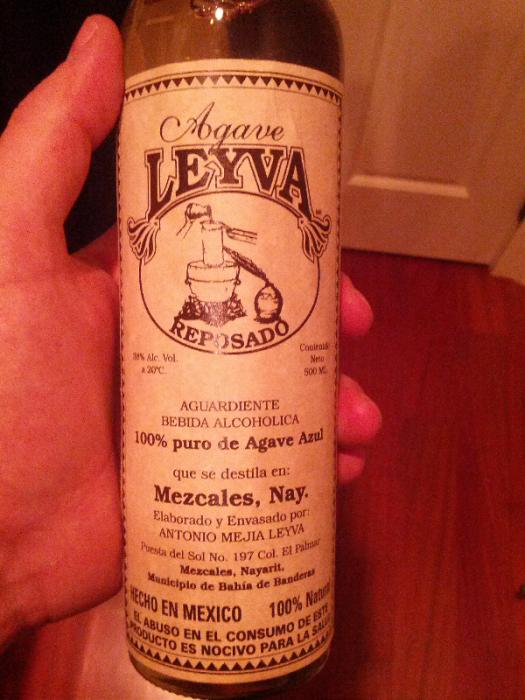 Agave
LEYVA
REPOSADO
38% Alc. Vol.
a 20°C.
Contenido
Neto
500 ML.
AGUARDIENTE
BEBIDA ALCOHOLICA
100% puro de Agave Azul
que se destila en:
Mezcales, Nay.
Elaborado y Envasado por:
ANTONIO MEJIA LEYVA
Puesta del Sol No. 197 Col. El Palmar
Mezcales, Nayarit,
Municipio de Bahía de Banderas
HECHO EN MEXICO 100% Natural
EL ABUSO EN EL CONSUMO DE ESTE
PRODUCTO ES NOCIVO PARA LA SALUD